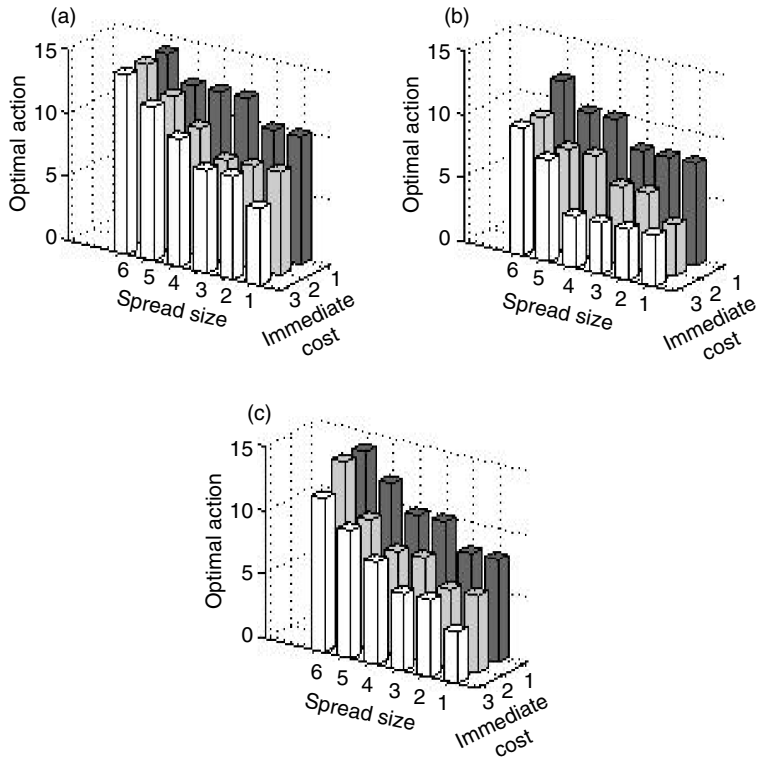 (a)
15
10
5
0
Optimal action
6 5 4 3 2 1
Spread size
3 2 1
Immediate
cost
(b)
15
10
5
0
Optimal action
6 5 4 3 2 1
Spread size
3 2 1
Immediate
cost
(c)
15
10
5
0
Optimal action
6 5 4 3 2 1
Spread size
3 2 1
Immediate
cost